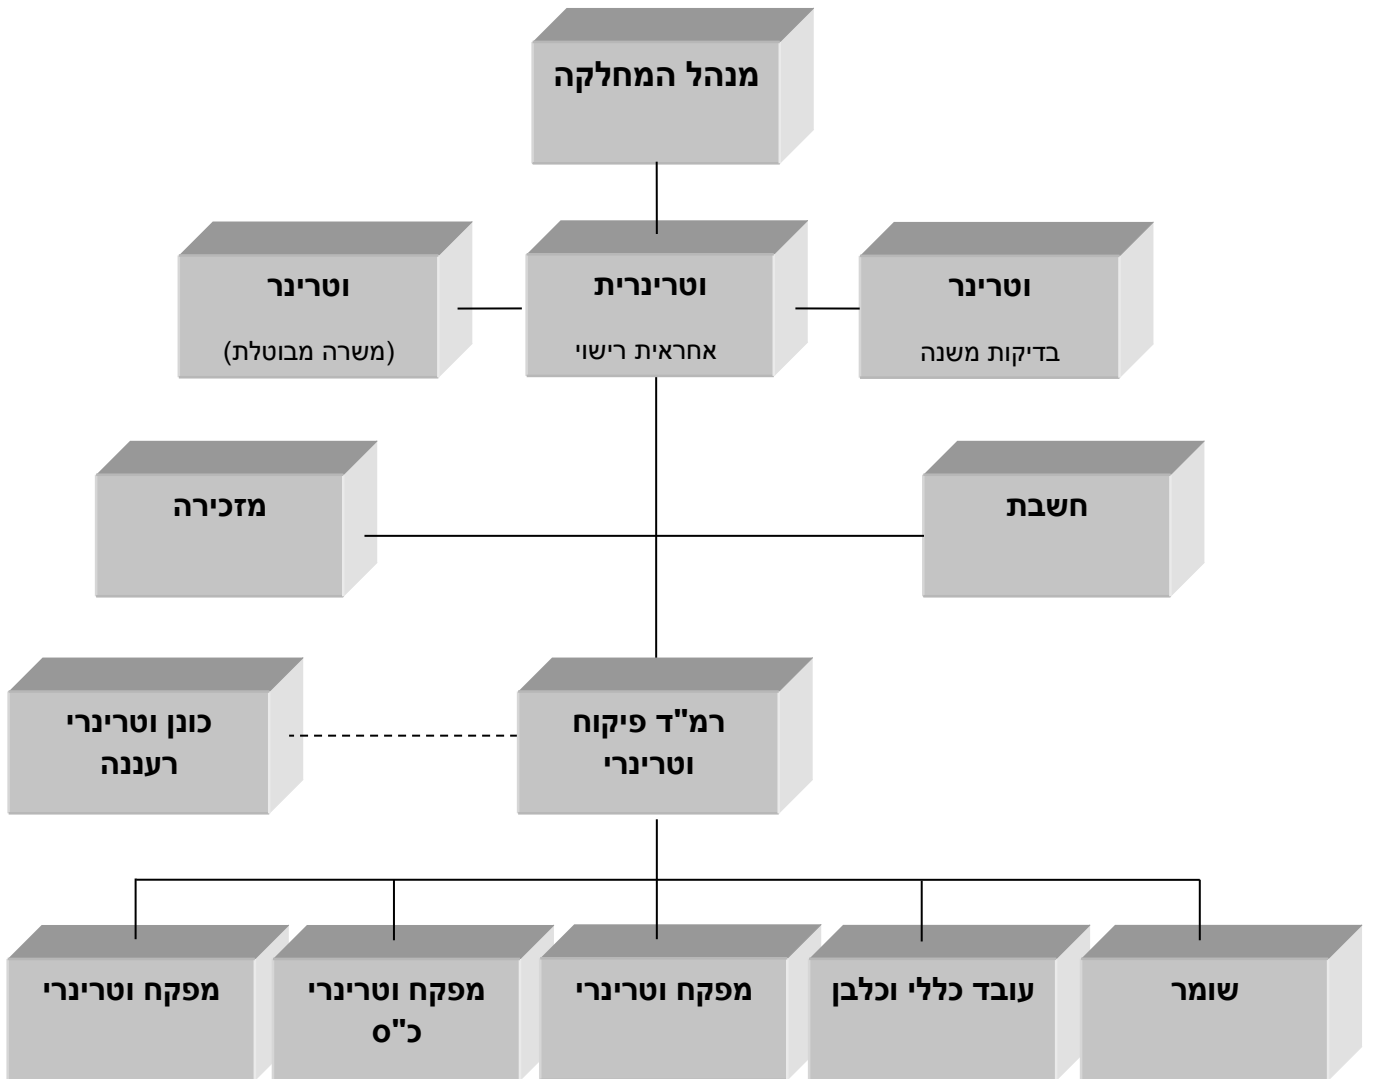 מנהל המחלקה
וטרינר
בדיקות משנה
וטרינרית
אחראית רישוי
וטרינר
(משרה מבוטלת)
חשבת
מזכירה
רמ"ד פיקוח
וטרינרי
כונן וטרינרי
רעננה
שומר
עובד כללי וכלבן
מפקח וטרינרי
מפקח וטרינרי
כ"ס
מפקח וטרינרי